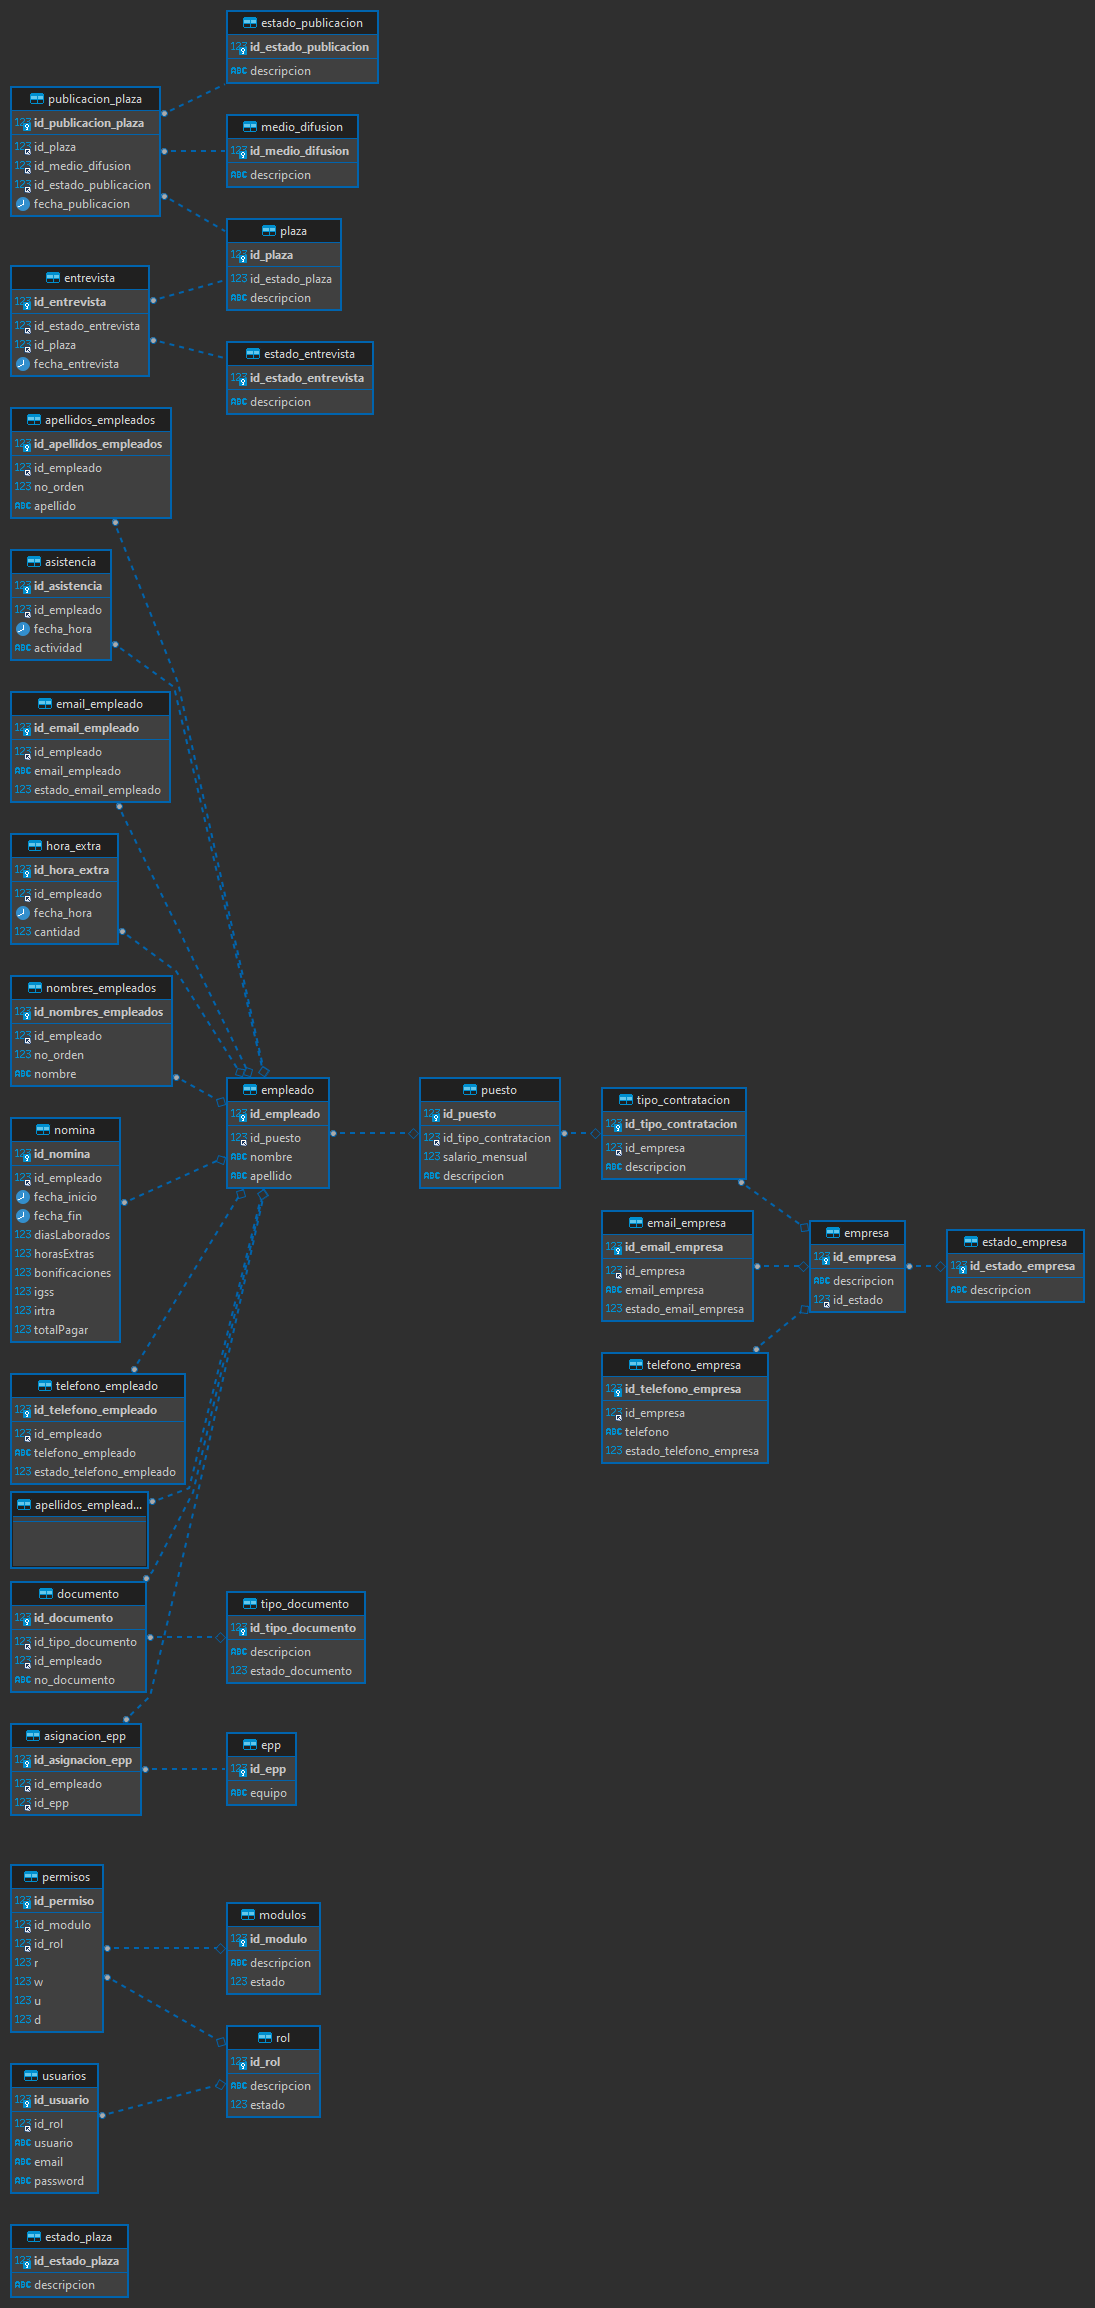 estado_publicacion
123 id_estado_publicacion
ABC descripcion
publicacion_plaza
123 id_publicacion_plaza
123 id_plaza
123 id_medio_difusion
123 id_estado_publicacion
fecha_publicacion
medio_difusion
123 id_medio_difusion
ABC descripcion
plaza
123 id_plaza
123 id_estado_plaza
ABC descripcion
entrevista
123 id_entrevista
123 id_estado_entrevista
123 id_plaza
fecha_entrevista
estado_entrevista
123 id_estado_entrevista
ABC descripcion
apellidos_empleados
123 id_apellidos_empleados
123 id_empleado
123 no_orden
ABC apellido
asistencia
123 id_asistencia
123 id_empleado
fecha_hora
ABC actividad
email_empleado
123 id_email_empleado
123 id_empleado
ABC email_empleado
123 estado_email_empleado
hora_extra
123 id_hora_extra
123 id_empleado
fecha_hora
123 cantidad
nombres_empleados
123 id_nombres_empleados
123 id_empleado
123 no_orden
ABC nombre
empleado
123 id_empleado
123 id_puesto
ABC nombre
ABC apellido
puesto
123 id_puesto
123 id_tipo_contratacion
123 salario_mensual
ABC descripcion
tipo_contratacion
123 id_tipo_contratacion
123 id_empresa
ABC descripcion
nomina
123 id_nomina
123 id_empleado
fecha_inicio
fecha_fin
123 diasLaborados
123 horasExtras
123 bonificaciones
123 igss
123 irtra
123 totalPagar
email_empresa
123 id_email_empresa
123 id_empresa
ABC email_empresa
123 estado_email_empresa
empresa
123 id_empresa
ABC descripcion
123 id_estado
estado_empresa
123 id_estado_empresa
ABC descripcion
telefono_empresa
123 id_telefono_empresa
123 id_empresa
ABC telefono
123 estado_telefono_empresa
telefono_empleado
123 id_telefono_empleado
123 id_empleado
ABC telefono_empleado
123 estado_telefono_empleado
apellidos_emplead...
documento
123 id_documento
123 id_tipo_documento
123 id_empleado
ABC no_documento
tipo_documento
123 id_tipo_documento
ABC descripcion
123 estado_documento
asignacion_epp
123 id_asignacion_epp
123 id_empleado
123 id_epp
epp
123 id_epp
ABC equipo
permisos
123 id_permiso
123 id_modulo
123 id_rol
123 r
123 w
123 u
123 d
modulos
123 id_modulo
ABC descripcion
123 estado
rol
123 id_rol
ABC descripcion
123 estado
usuarios
123 id_usuario
123 id_rol
ABC usuario
ABC email
ABC password
estado_plaza
123 id_estado_plaza
ABC descripcion